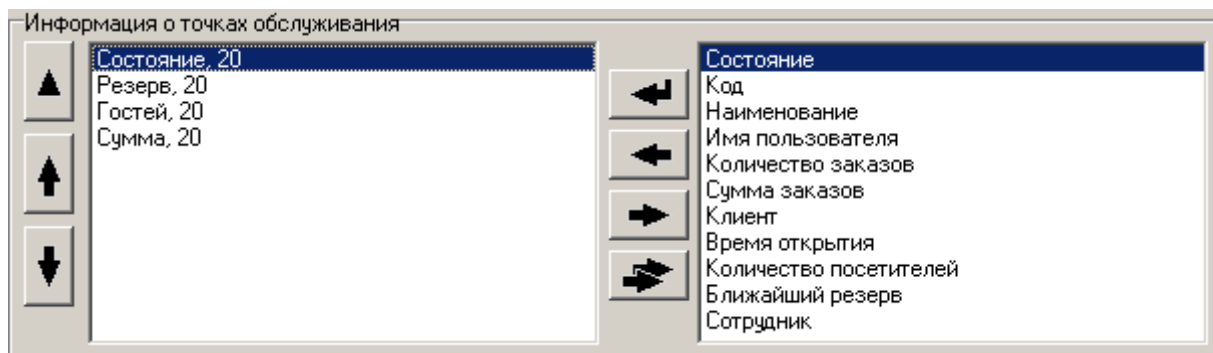 Информация о точках обслуживания
Состояние, 20
Резерв, 20
Гостей, 20
Сумма, 20
Состояние
Код
Наименование
Имя пользователя
Количество заказов
Сумма заказов
Клиент
Время открытия
Количество посетителей
Ближайший резерв
Сотрудник